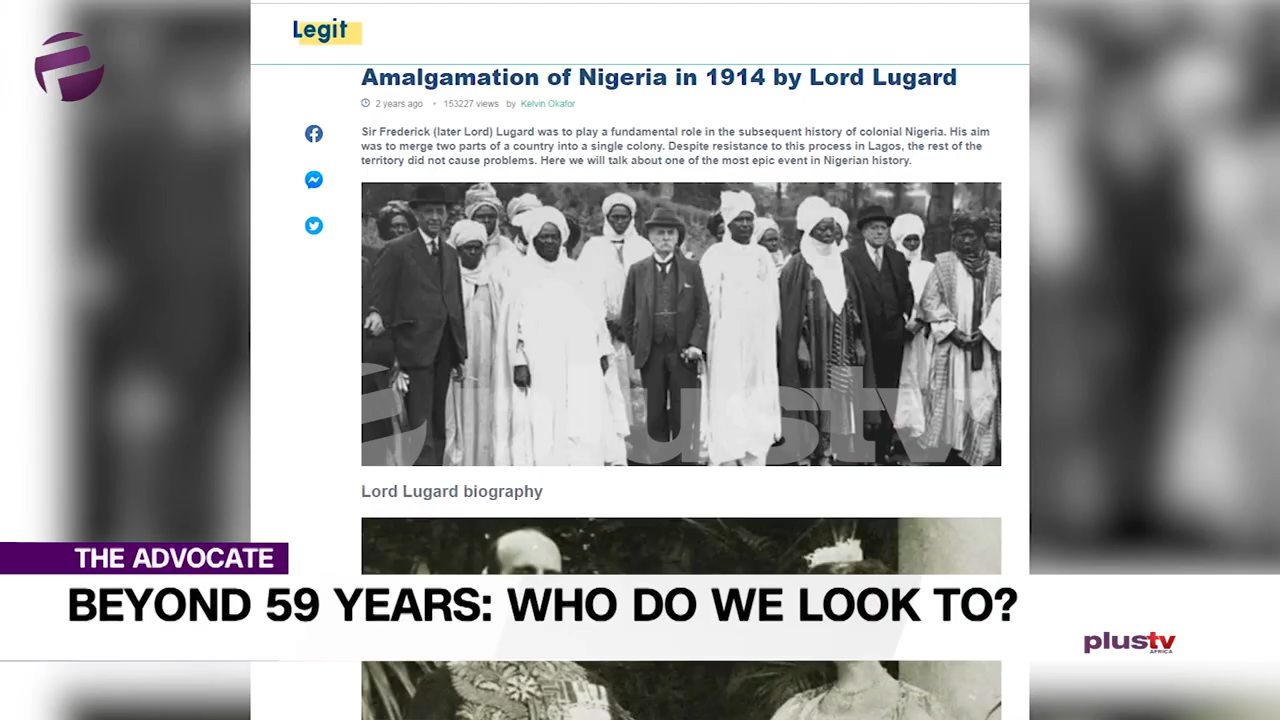 Legit
Amalgamation of Nigeria in 1914 by Lord Lugard
2 years ago • 153227 views by Kelvin Okafor
Sir Frederick (later Lord) Lugard was to play a fundamental role in the subsequent history of colonial Nigeria. His aim
was to merge two parts of a country into a single colony. Despite resistance to this process in Lagos, the rest of the
territory did not cause problems. Here we will talk about one of the most epic event in Nigerian history.
plustv
Lord Lugard biography
THE ADVOCATE
BEYOND 59 YEARS: WHO DO WE LOOK TO?
plustv
AFRICA